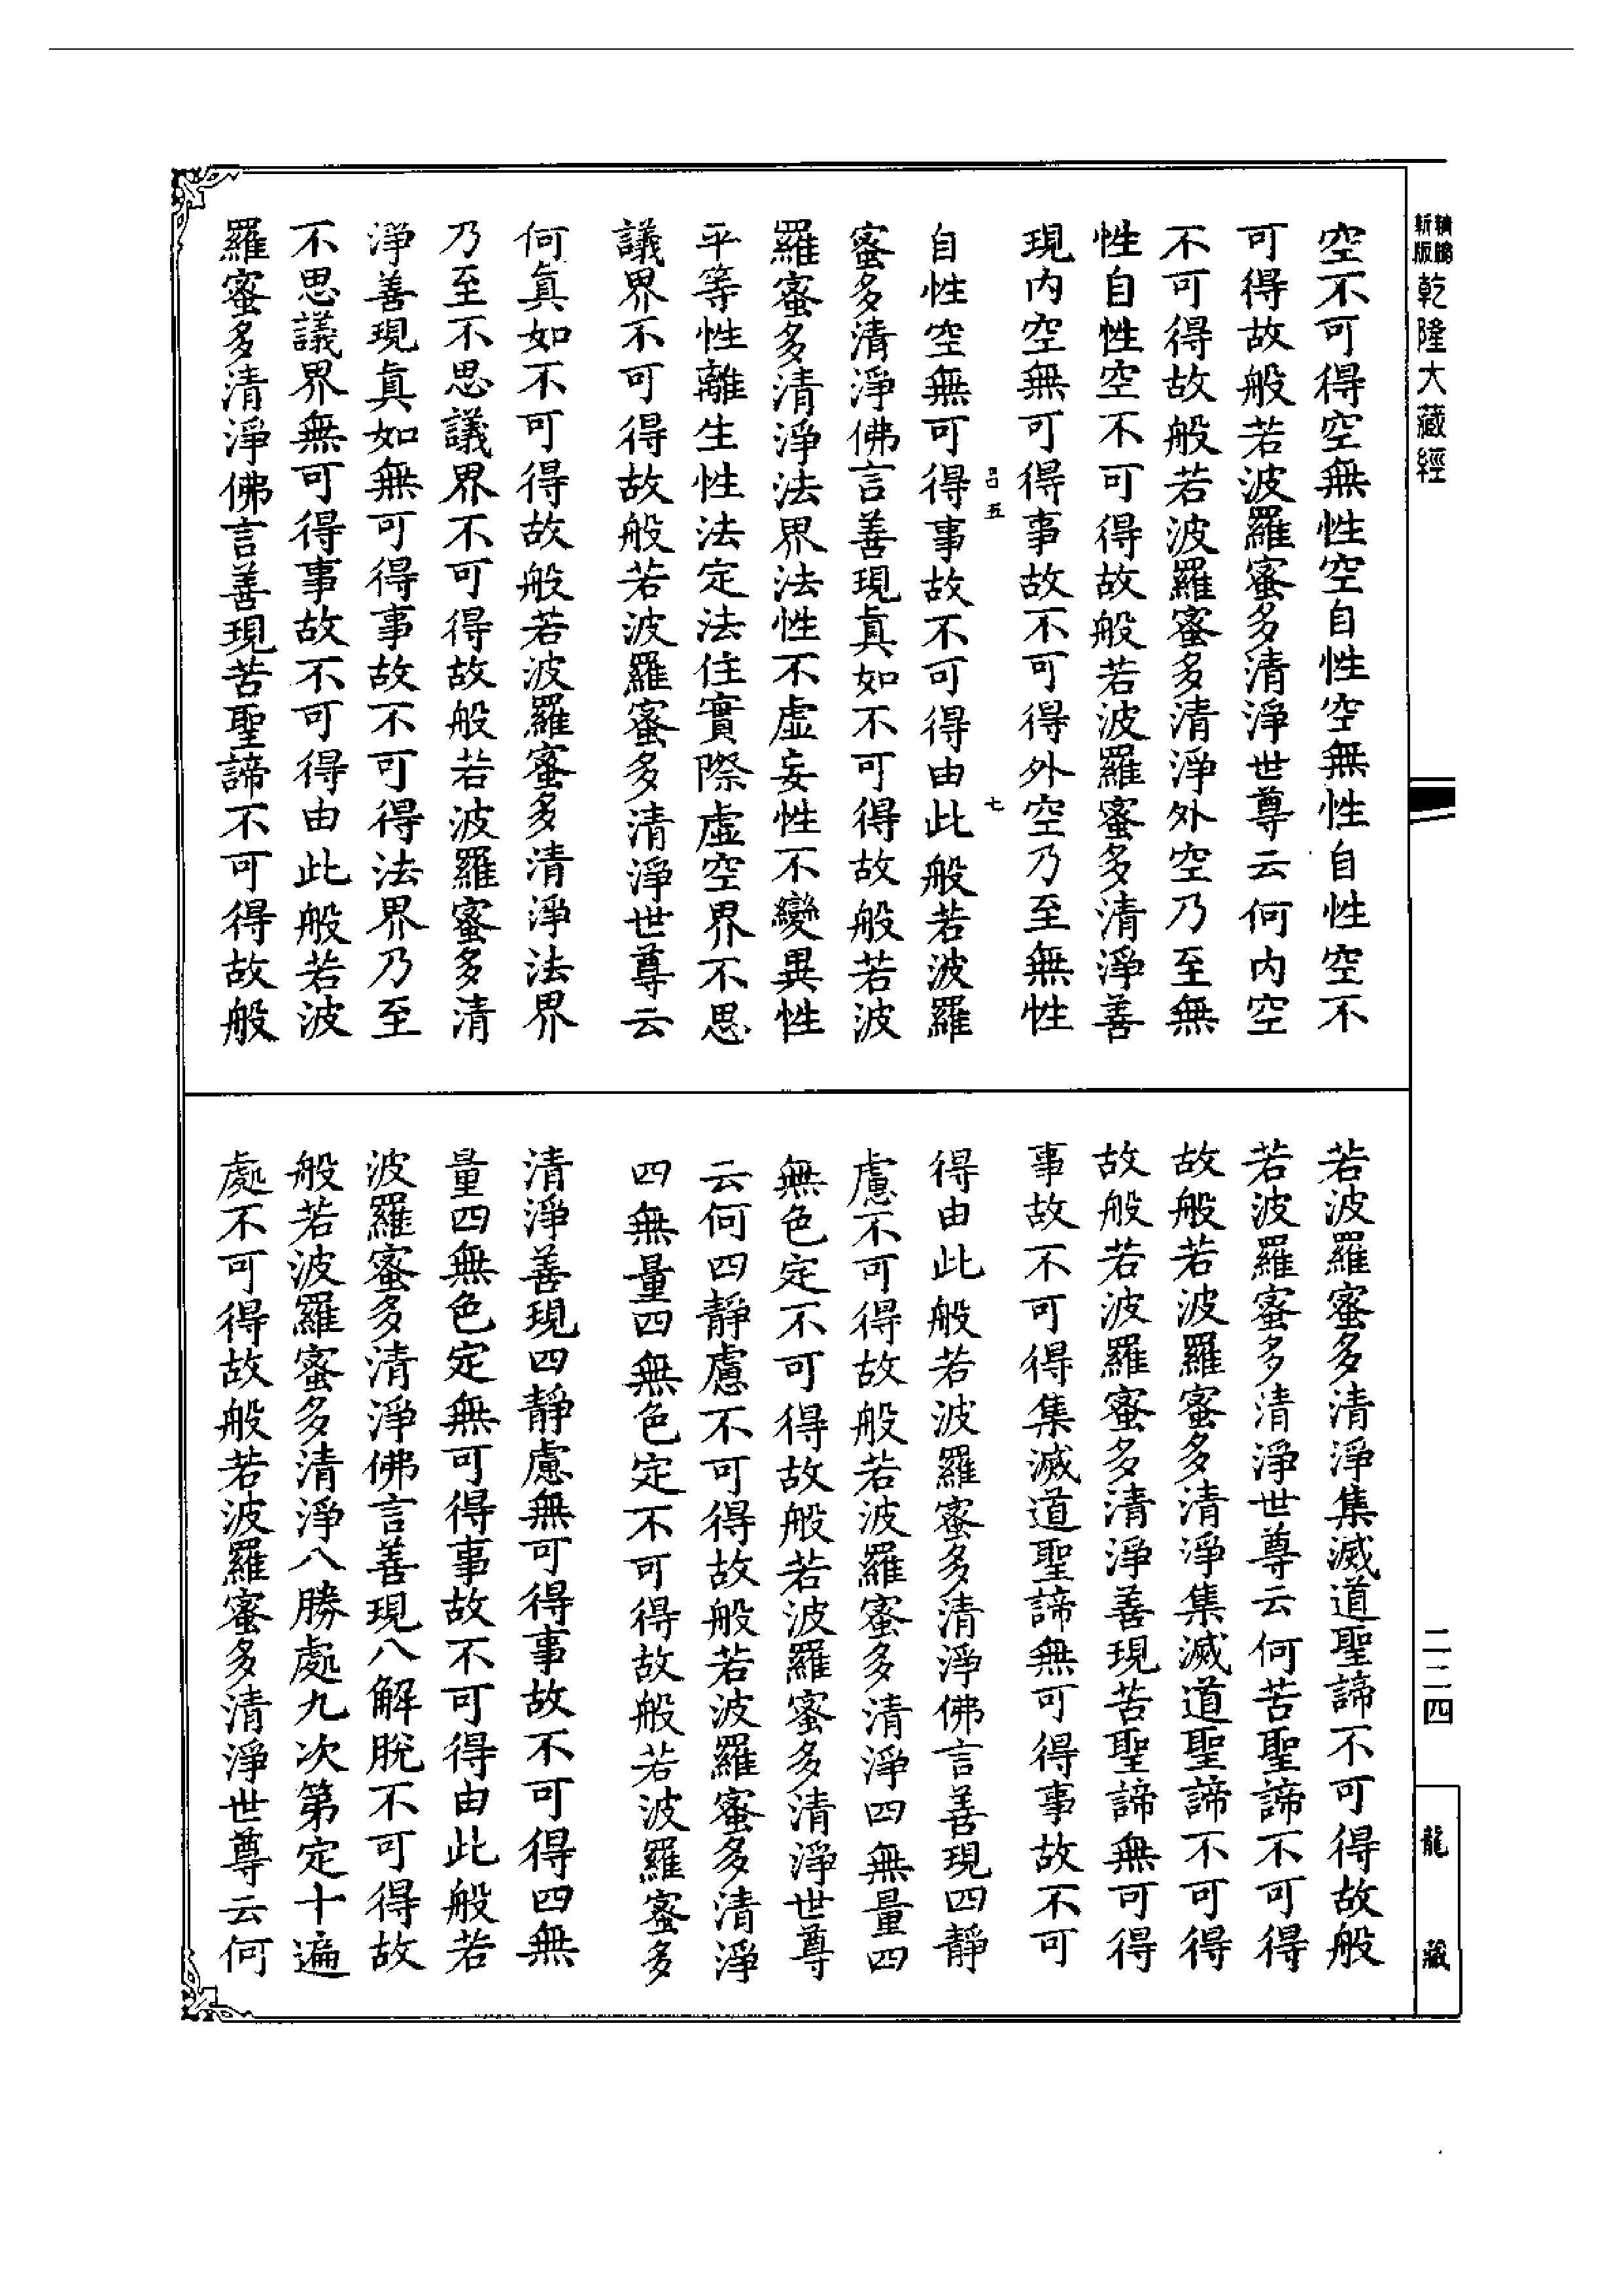 新版精鵰乾隆大藏經
空不可得空無性空自性空無性自性空不
可得故般若波羅蜜多清淨世尊云何內空
不可得故般若波羅蜜多清淨外空乃至無
性自性空不可得故般若波羅蜜多清淨善
現內空無可得事故不可得外空乃至無性
呂五
七
自性空無可得事故不可得由此般若波羅
蜜多清淨佛言善現真如不可得故般若波
羅蜜多清淨法界法性不虛妄性不變異性
平等性離生性法定法住實際虛空界不思
議界不可得故般若波羅蜜多清淨世尊云
何真如不可得故般若波羅蜜多清淨法界
乃至不思議界不可得故般若波羅蜜多清
淨善現真如無可得事故不可得法界乃至
不思議界無可得事故不可得由此般若波
羅蜜多清淨佛言善現苦聖諦不可得故般
若波羅蜜多清淨集滅道聖諦不可得故般
若波羅蜜多清淨世尊云何苦聖諦不可得
故般若波羅蜜多清淨集滅道聖諦不可得
故般若波羅蜜多清淨善現苦聖諦無可得
事故不可得集滅道聖諦無可得事故不可
得由此般若波羅蜜多清淨佛言善現四靜
慮不可得故般若波羅蜜多清淨四無量四
無色定不可得故般若波羅蜜多清淨世尊
云何四靜慮不可得故般若波羅蜜多清淨
四無量四無色定不可得故般若波羅蜜多
清淨善現四靜慮無可得事故不可得四無
量四無色定無可得事故不可得由此般若
波羅蜜多清淨佛言善現八解脫不可得故
般若波羅蜜多清淨八勝處九次第定十遍
處不可得故般若波羅蜜多清淨世尊云何
二二四
龍藏